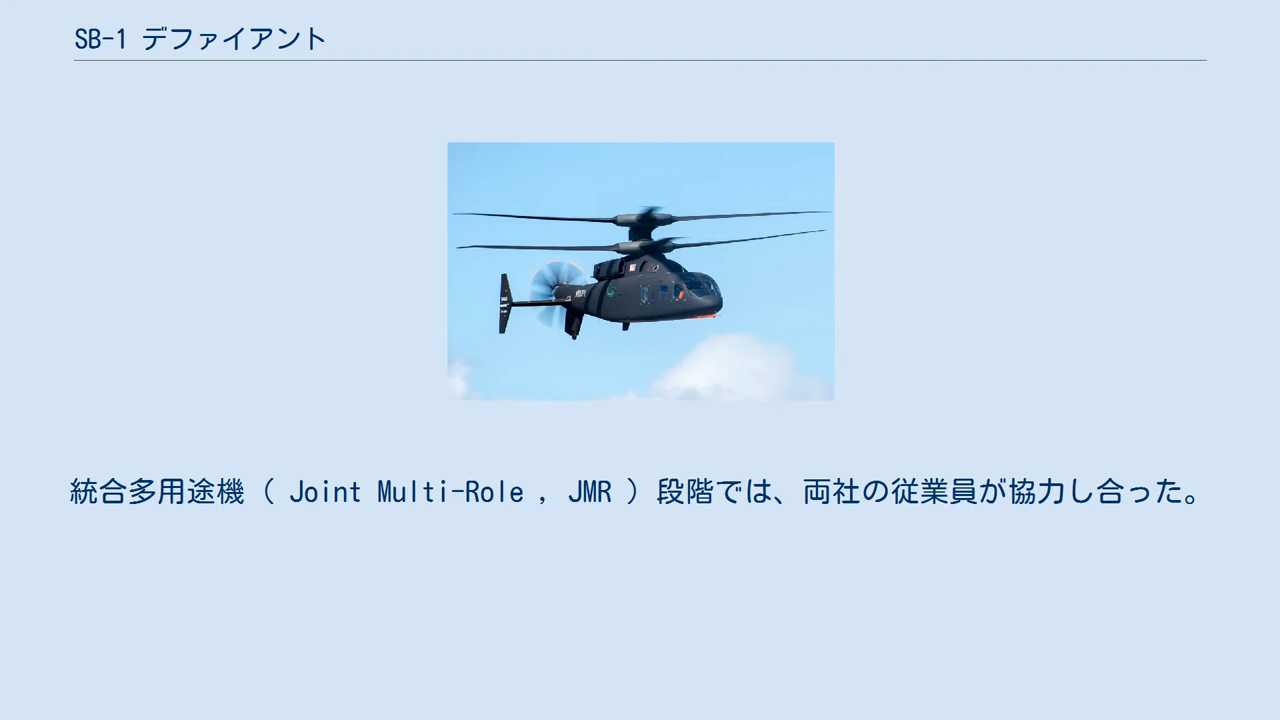 SB-1 デファイアント
統合多用途機（ Joint Multi-Role , JMR ）段階では、両社の従業員が協力し合った。